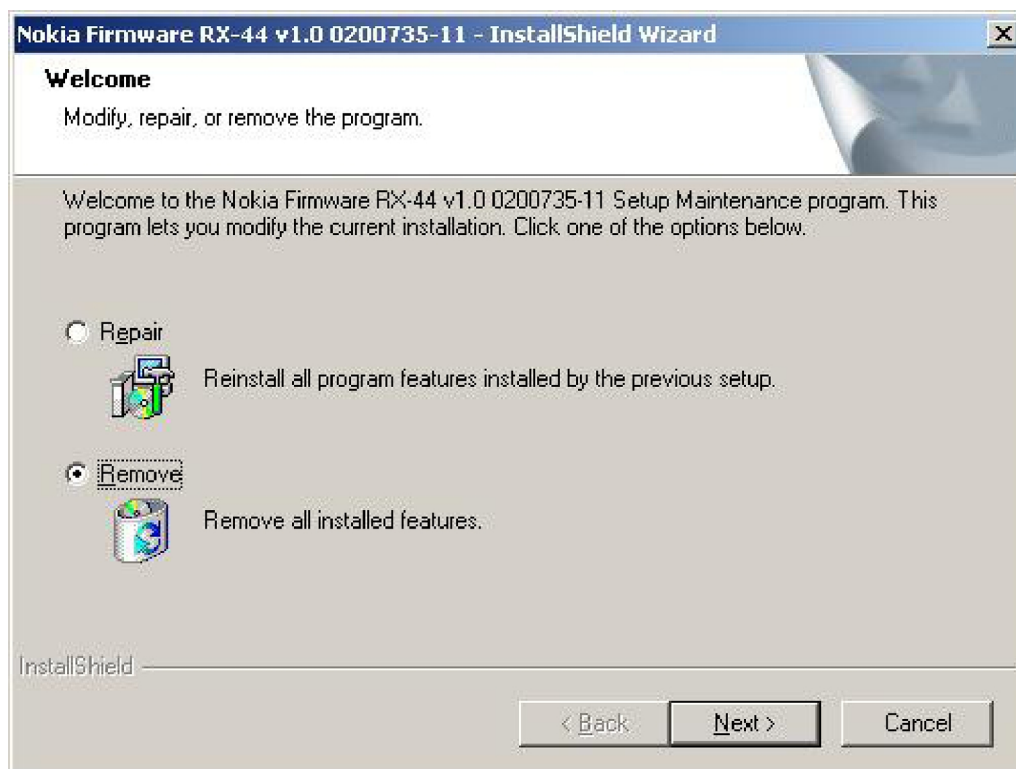 Nokia Firmware RX-44 v1.0 0200735-11 - InstallShield Wizard
Welcome
Modify, repair, or remove the program.
Welcome to the Nokia Firmware RX-44 v1.0 0200735-11 Setup Maintenance program. This
program lets you modify the current installation. Click one of the options below.
Repair
Reinstall all program features installed by the previous setup.
Remove
Remove all installed features.
InstallShield
< Back
Next >
Cancel